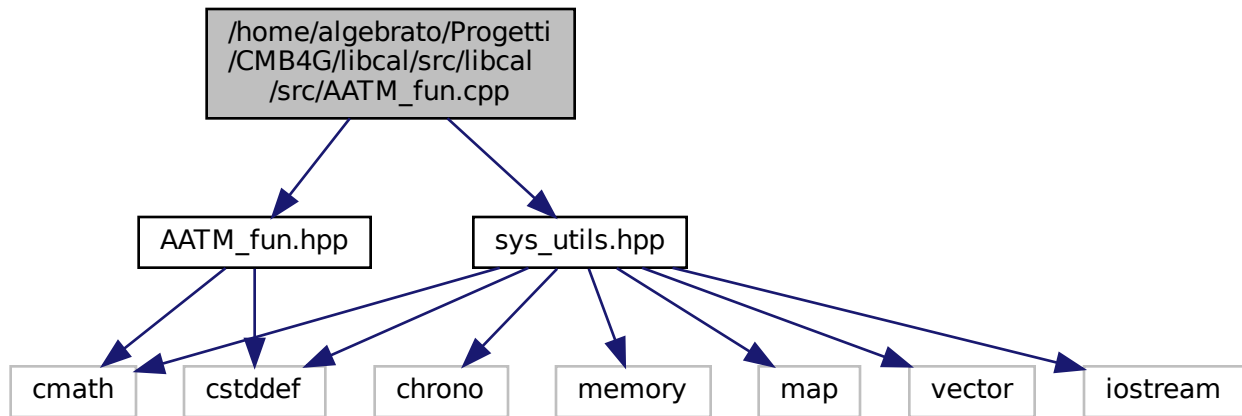 /home/algebrato/Progetti
/CMB4G/libcal/src/libcal
/src/AATM_fun.cpp
AATM_fun.hpp
sys_utils.hpp
cmath
cstddef
chrono
memory
map
vector
iostream